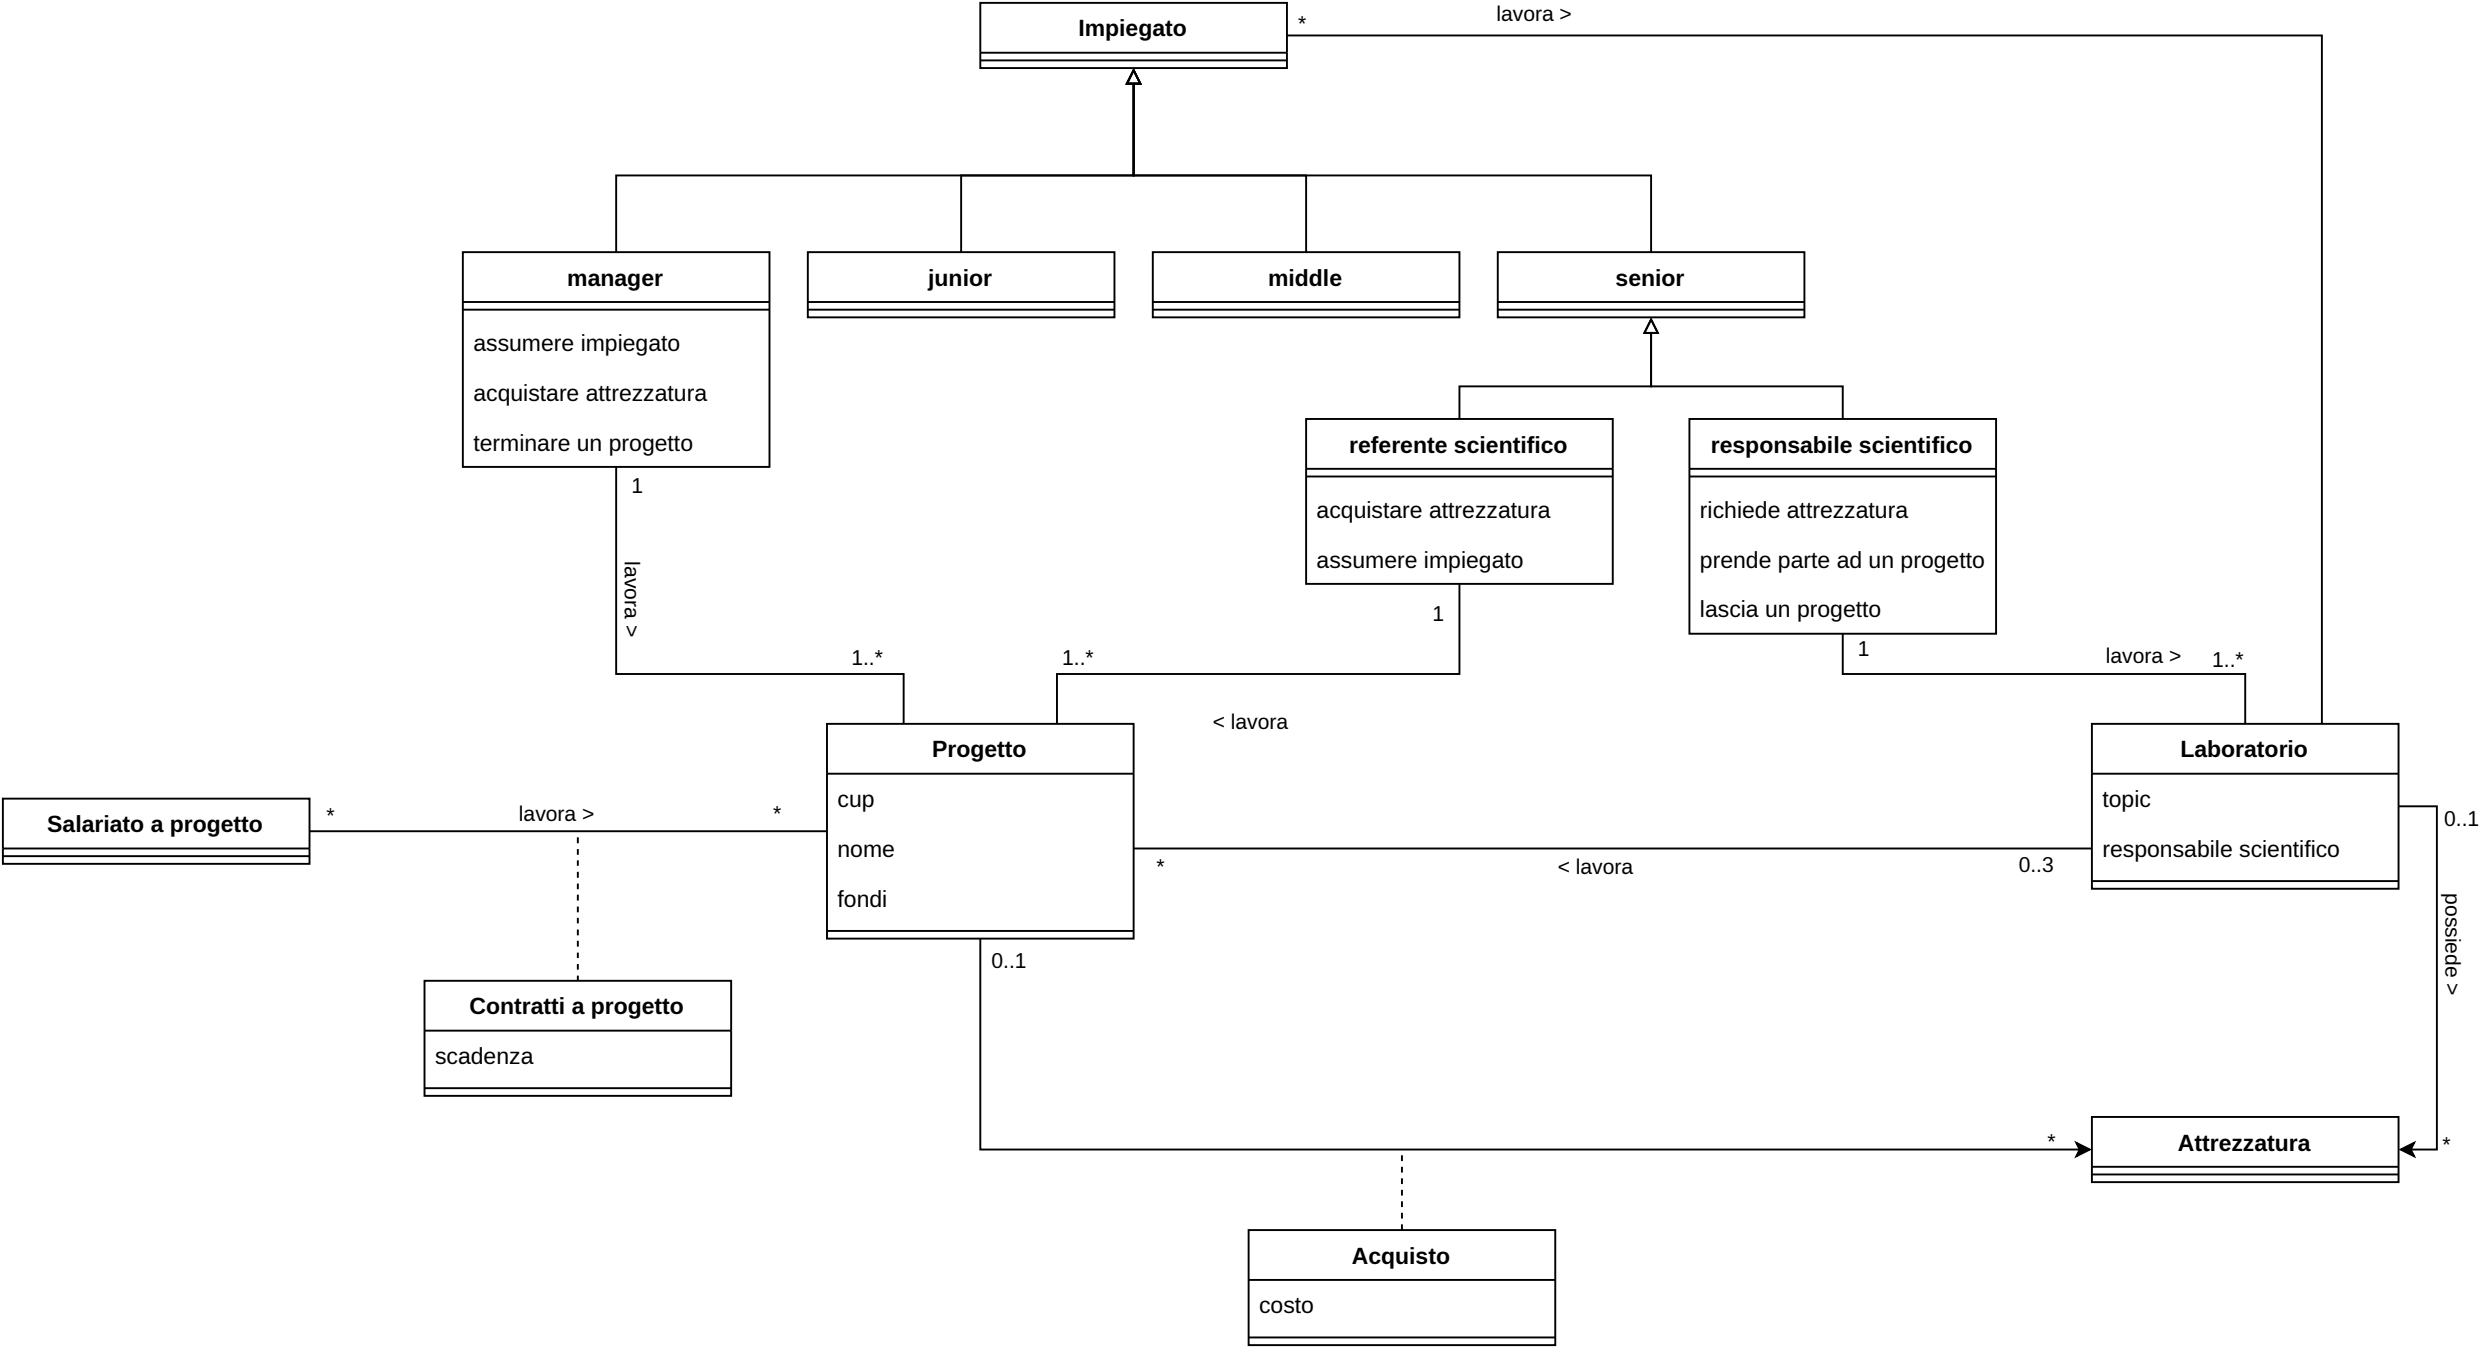 Impiegato
*
lavora >
manager
assumere impiegato
acquistare attrezzatura
terminare un progetto
junior
middle
senior
referente scientifico
acquistare attrezzatura
assumere impiegato
responsabile scientifico
richiede attrezzatura
prende parte ad un progetto
lascia un progetto
1
lavora >
1..*
1..*
1
< lavora
1
lavora >
1..*
Salariato a progetto
*
lavora >
*
Progetto
cup
nome
fondi
*
< lavora
0..3
Laboratorio
topic
responsabile scientifico
0..1
possiede >
*
Contratti a progetto
scadenza
0..1
*
Attrezzatura
Acquisto
costo